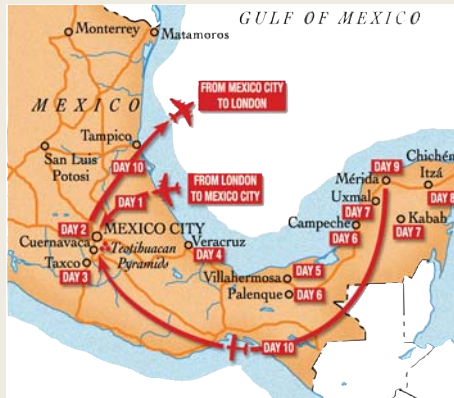 GULF OF MEXICO
Monterrey
Matamoros
MEXICO
FROM MEXICO CITY
TO LONDON
Tampico
San Luis
Potosi
DAY 10
FROM LONDON
TO MEXICO CITY
DAY 1
DAY 9
Chichén
Itzá
Mérida
DAY 8
Uxmal
DAY 7
Kabab
DAY 7
DAY 2
MEXICO CITY
Campeche
DAY 6
Cuernavaca
Teotihuacan
Pyramids
Veracruz
DAY 4
Taxco
DAY 3
Villahermosa
DAY 5
Palenque
DAY 6
DAY 10